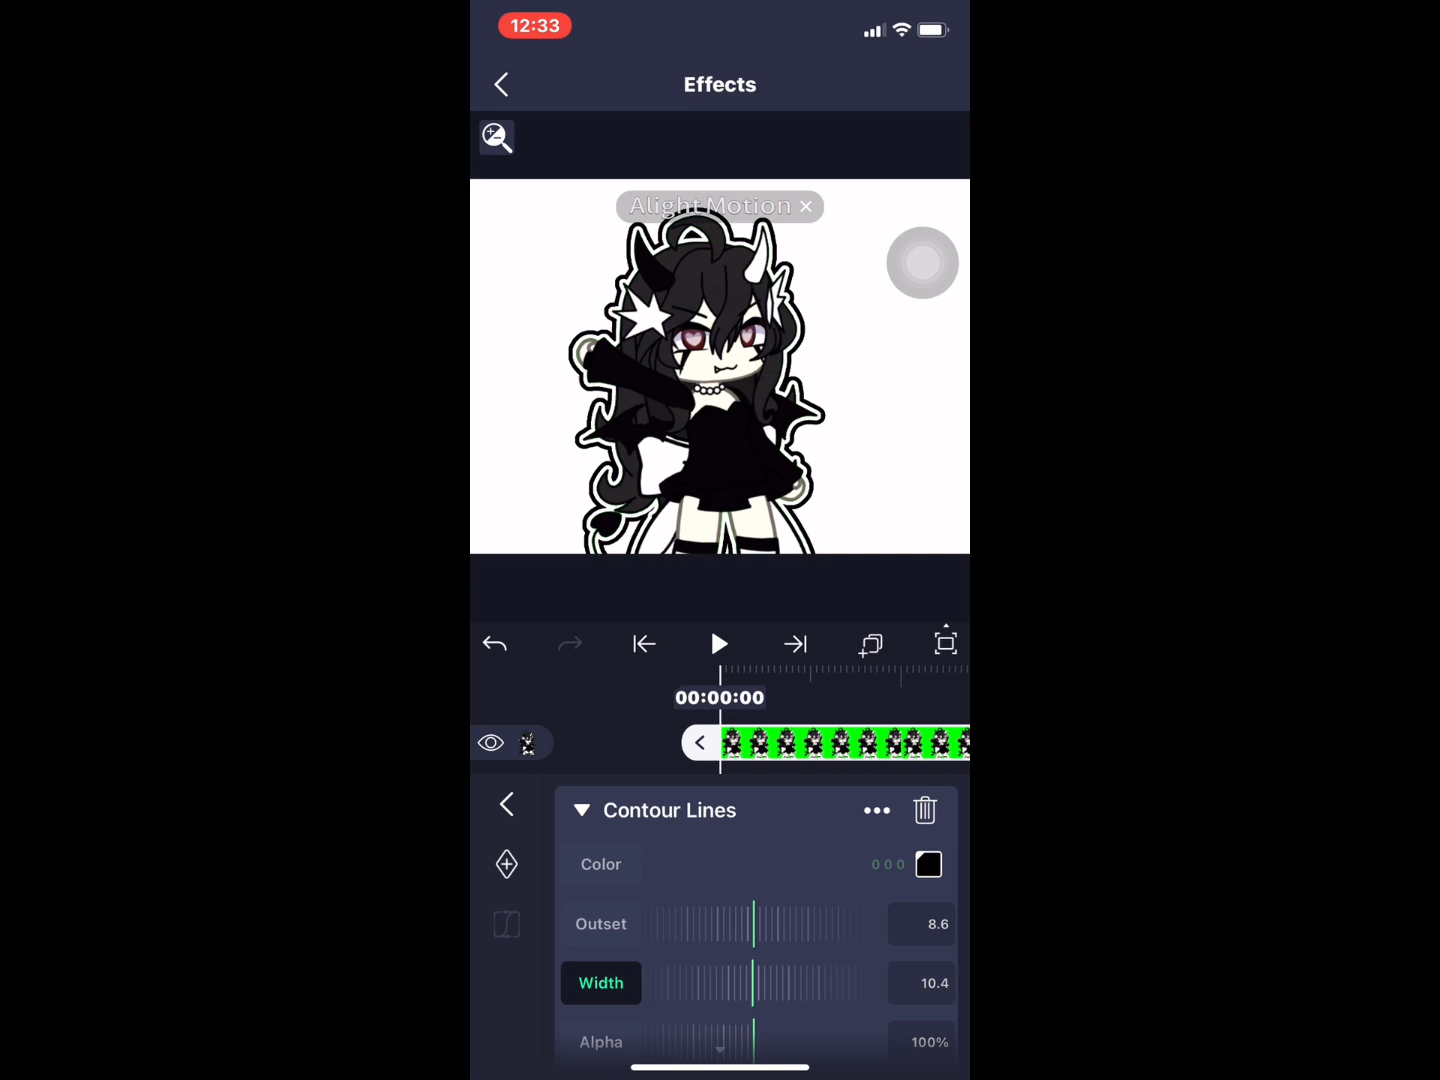 12:33
Effects
Alight Motion
00:00:00
Contour Lines
Color 0 0 0
Outset 8.6
Width 10.4
Alpha 100%